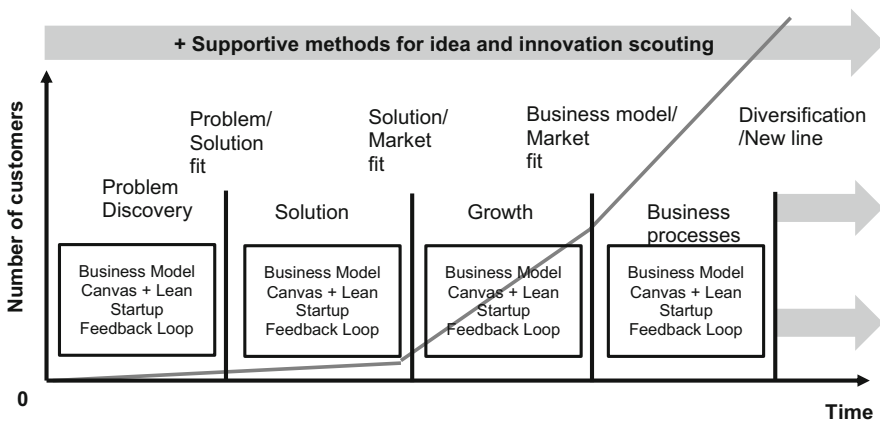 + Supportive methods for idea and innovation scouting
Number of customers
Problem/
Solution
fit
Solution/
Market
fit
Business model/
Market
fit
Diversification
/New line
Problem
Discovery
Solution
Growth
Business
processes
Business Model
Canvas + Lean
Startup
Feedback Loop
Business Model
Canvas + Lean
Startup
Feedback Loop
Business Model
Canvas + Lean
Startup
Feedback Loop
Business Model
Canvas + Lean
Startup
Feedback Loop
0
Time